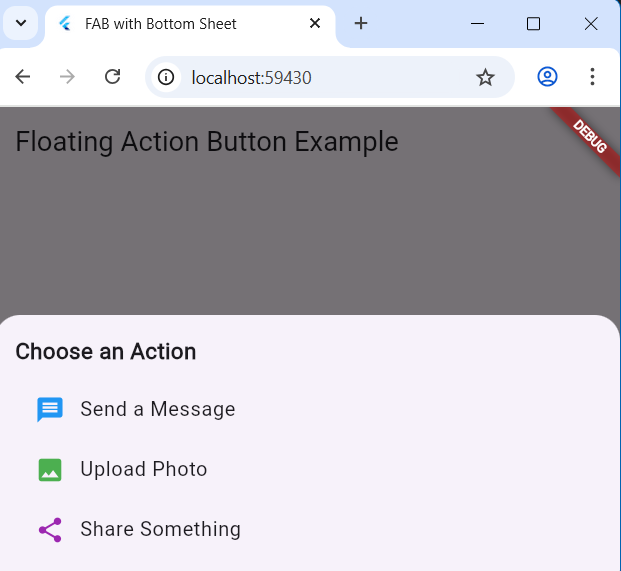 FAB with Bottom Sheet
localhost:59430
Floating Action Button Example
DEBUG
Choose an Action
Send a Message
Upload Photo
Share Something